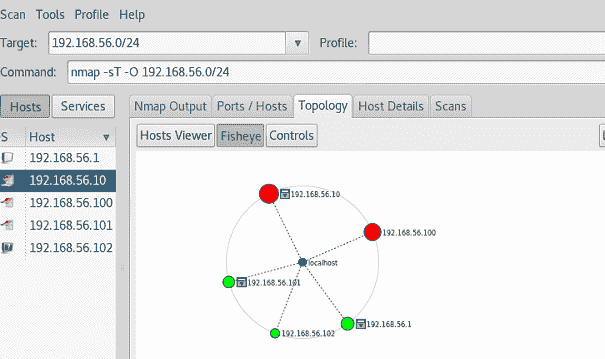 Scan Tools Profile Help
Target: 192.168.56.0/24 Profile:
Command: nmap -sT -O 192.168.56.0/24
Hosts Services Nmap Output Ports / Hosts Topology Host Details Scans
S Host
Hosts Viewer Fisheye Controls
192.168.56.1
192.168.56.10
192.168.56.100
192.168.56.101
192.168.56.102
192.168.56.10
192.168.56.100
localhost
192.168.56.101
192.168.56.1
192.168.56.102